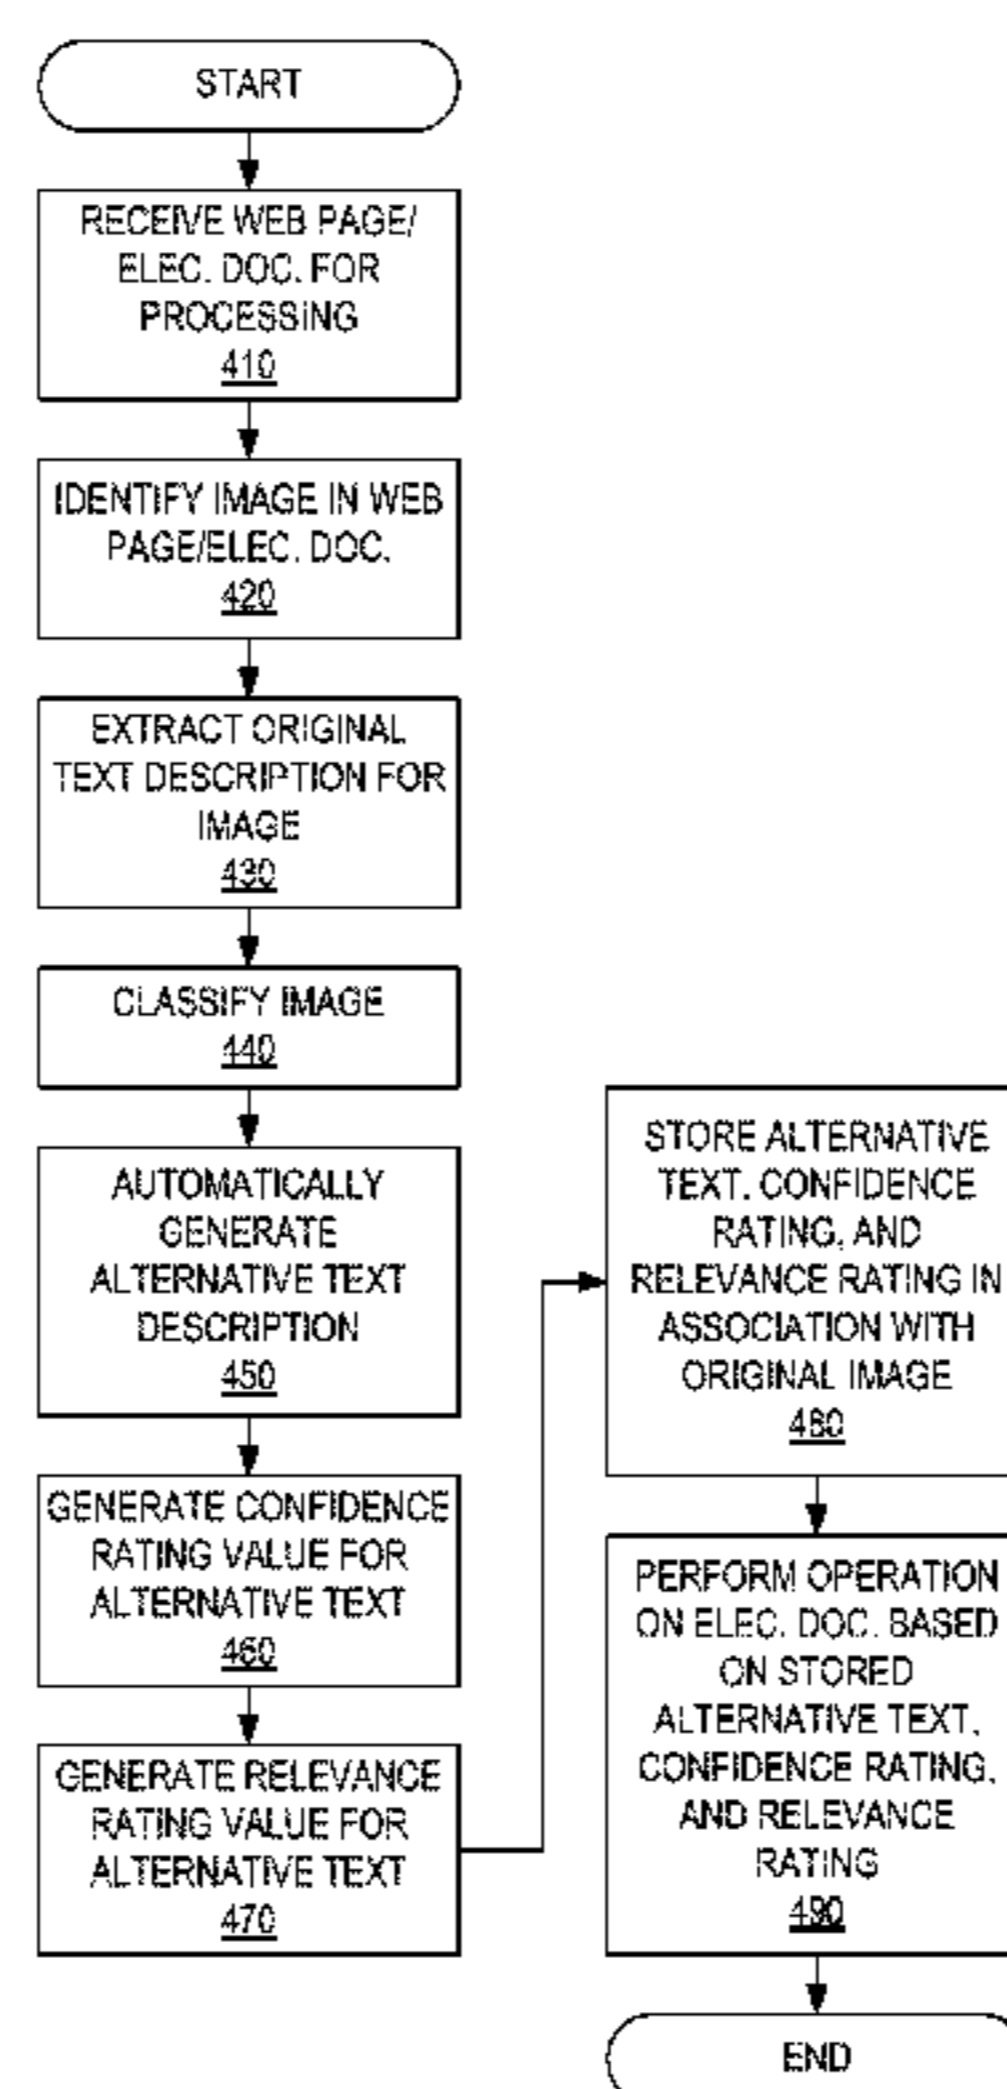 START
RECEIVE WEB PAGE/
ELEC. DOC. FOR
PROCESSING
410
IDENTIFY IMAGE IN WEB
PAGE/ELEC. DOC.
420
EXTRACT ORIGINAL
TEXT DESCRIPTION FOR
IMAGE
430
CLASSIFY IMAGE
440
AUTOMATICALLY
GENERATE
ALTERNATIVE TEXT
DESCRIPTION
450
GENERATE CONFIDENCE
RATING VALUE FOR
ALTERNATIVE TEXT
460
GENERATE RELEVANCE
RATING VALUE FOR
ALTERNATIVE TEXT
470
STORE ALTERNATIVE
TEXT, CONFIDENCE
RATING, AND
RELEVANCE RATING IN
ASSOCIATION WITH
ORIGINAL IMAGE
480
PERFORM OPERATION
ON ELEC. DOC. BASED
ON STORED
ALTERNATIVE TEXT,
CONFIDENCE RATING,
AND RELEVANCE
RATING
490
END